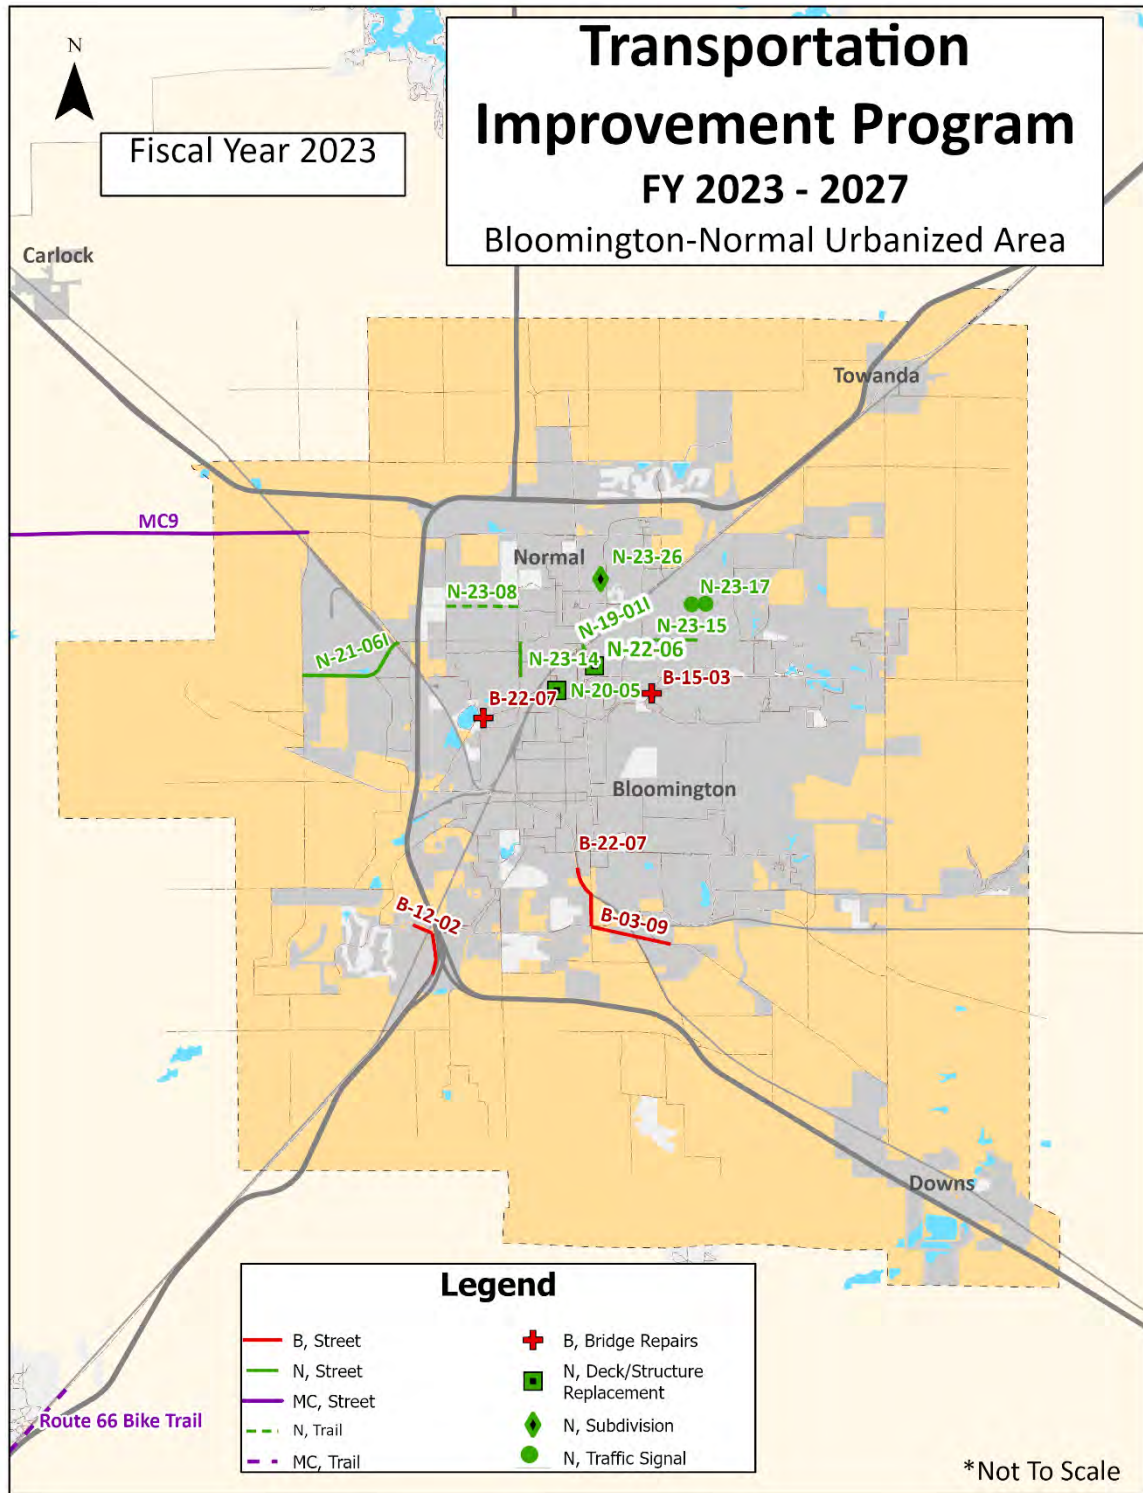 Transportation
Improvement Program
FY 2023 - 2027
Bloomington-Normal Urbanized Area
N
Fiscal Year 2023
Carlock
Towanda
MC9
Normal
N-23-26
N-23-08
N-23-17
N-19-01I
N-23-15
N-21-06I
N-23-14
N-22-06
B-15-03
N-20-05
B-22-07
Bloomington
B-22-07
B-12-02
B-03-09
Downs
Route 66 Bike Trail
Legend
B, Street
N, Street
MC, Street
N, Trail
MC, Trail
B, Bridge Repairs
N, Deck/Structure
Replacement
N, Subdivision
N, Traffic Signal
*Not To Scale